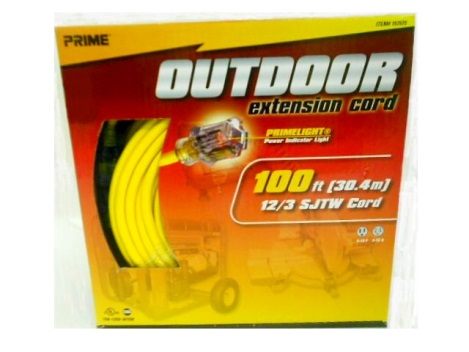 PRIME
OUTDOOR
extension cord
PRIMELIGHT®
Power Indicator Light
100 ft (30.4m)
12/3 SJTW Cord